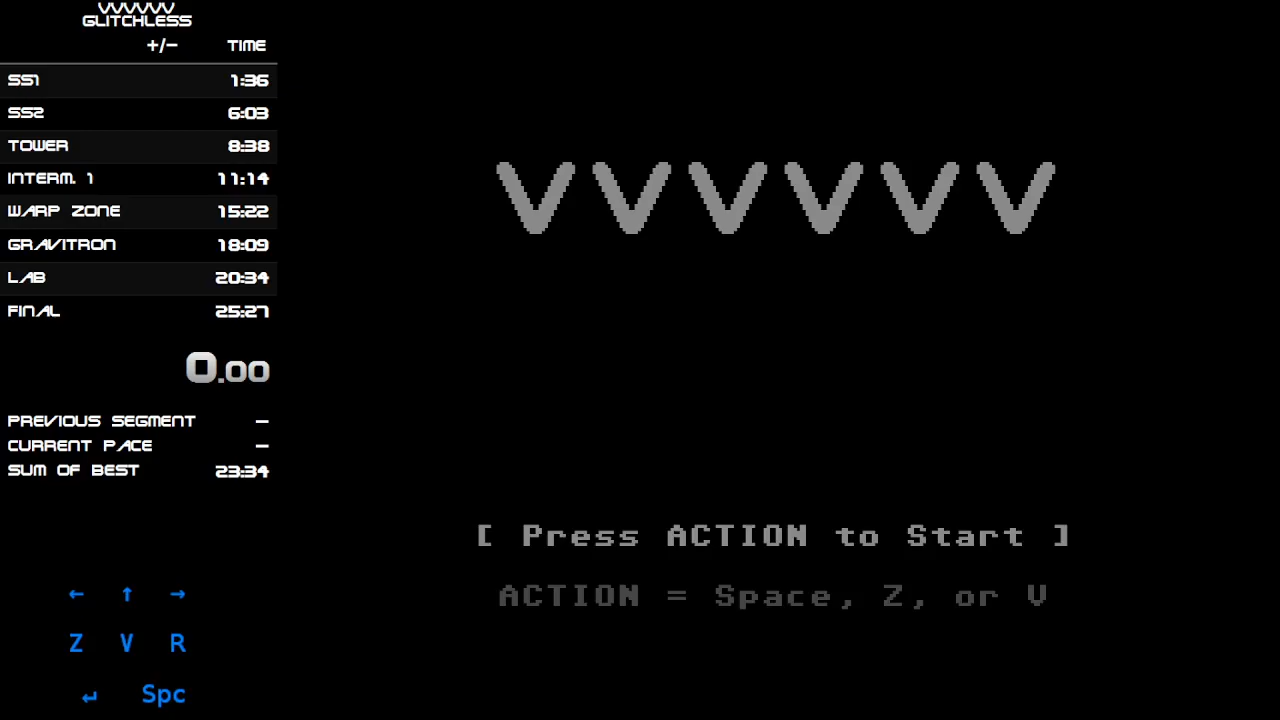 VVVVVV
GLITCHLESS
+/- TIME
SS1 1:36
SS2 6:03
TOWER 8:38
INTERM. 1 11:14
WARP ZONE 15:22
GRAVITRON 18:09
LAB 20:34
FINAL 25:27
0.00
PREVIOUS SEGMENT –
CURRENT PACE –
SUM OF BEST 23:34
← ↑ →
Z V R
↵ Spc
VVVVVV
[ Press ACTION to Start ]
ACTION = Space, Z, or V